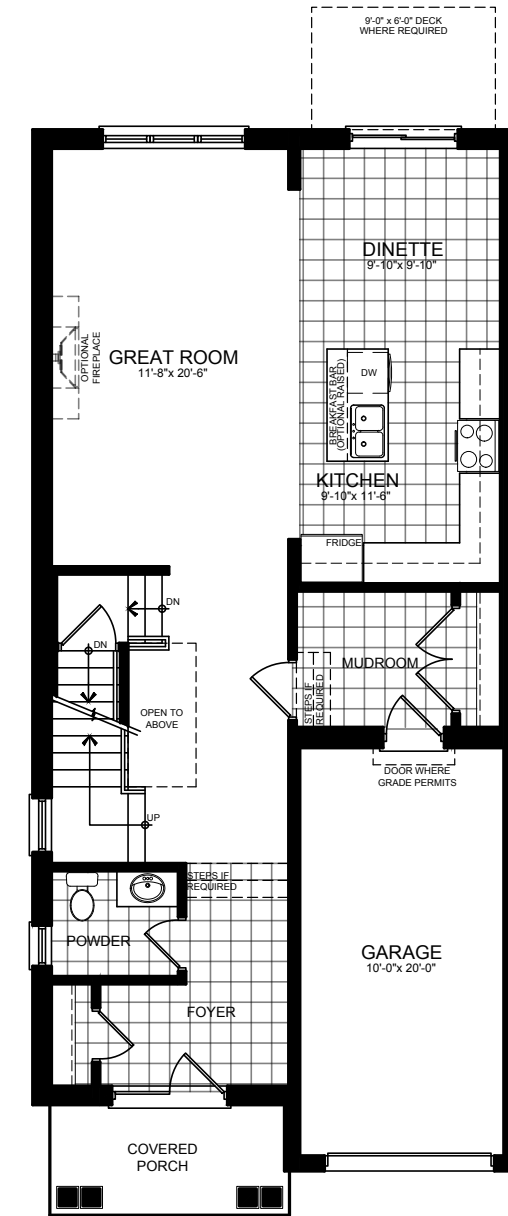 9'-0" x 6'-0" DECK
WHERE REQUIRED
DINETTE
9'-10"x 9'-10"
GREAT ROOM
11'-8"x 20'-6"
OPTIONAL
FIREPLACE
BREAKFAST BAR
(OPTIONAL RAISED)
DW
KITCHEN
9'-10"x 11'-6"
FRIDGE
DN
DN
MUDROOM
STEPS IF
REQUIRED
OPEN TO
ABOVE
DOOR WHERE
GRADE PERMITS
UP
STEPS IF
REQUIRED
POWDER
GARAGE
10'-0"x 20'-0"
FOYER
COVERED
PORCH